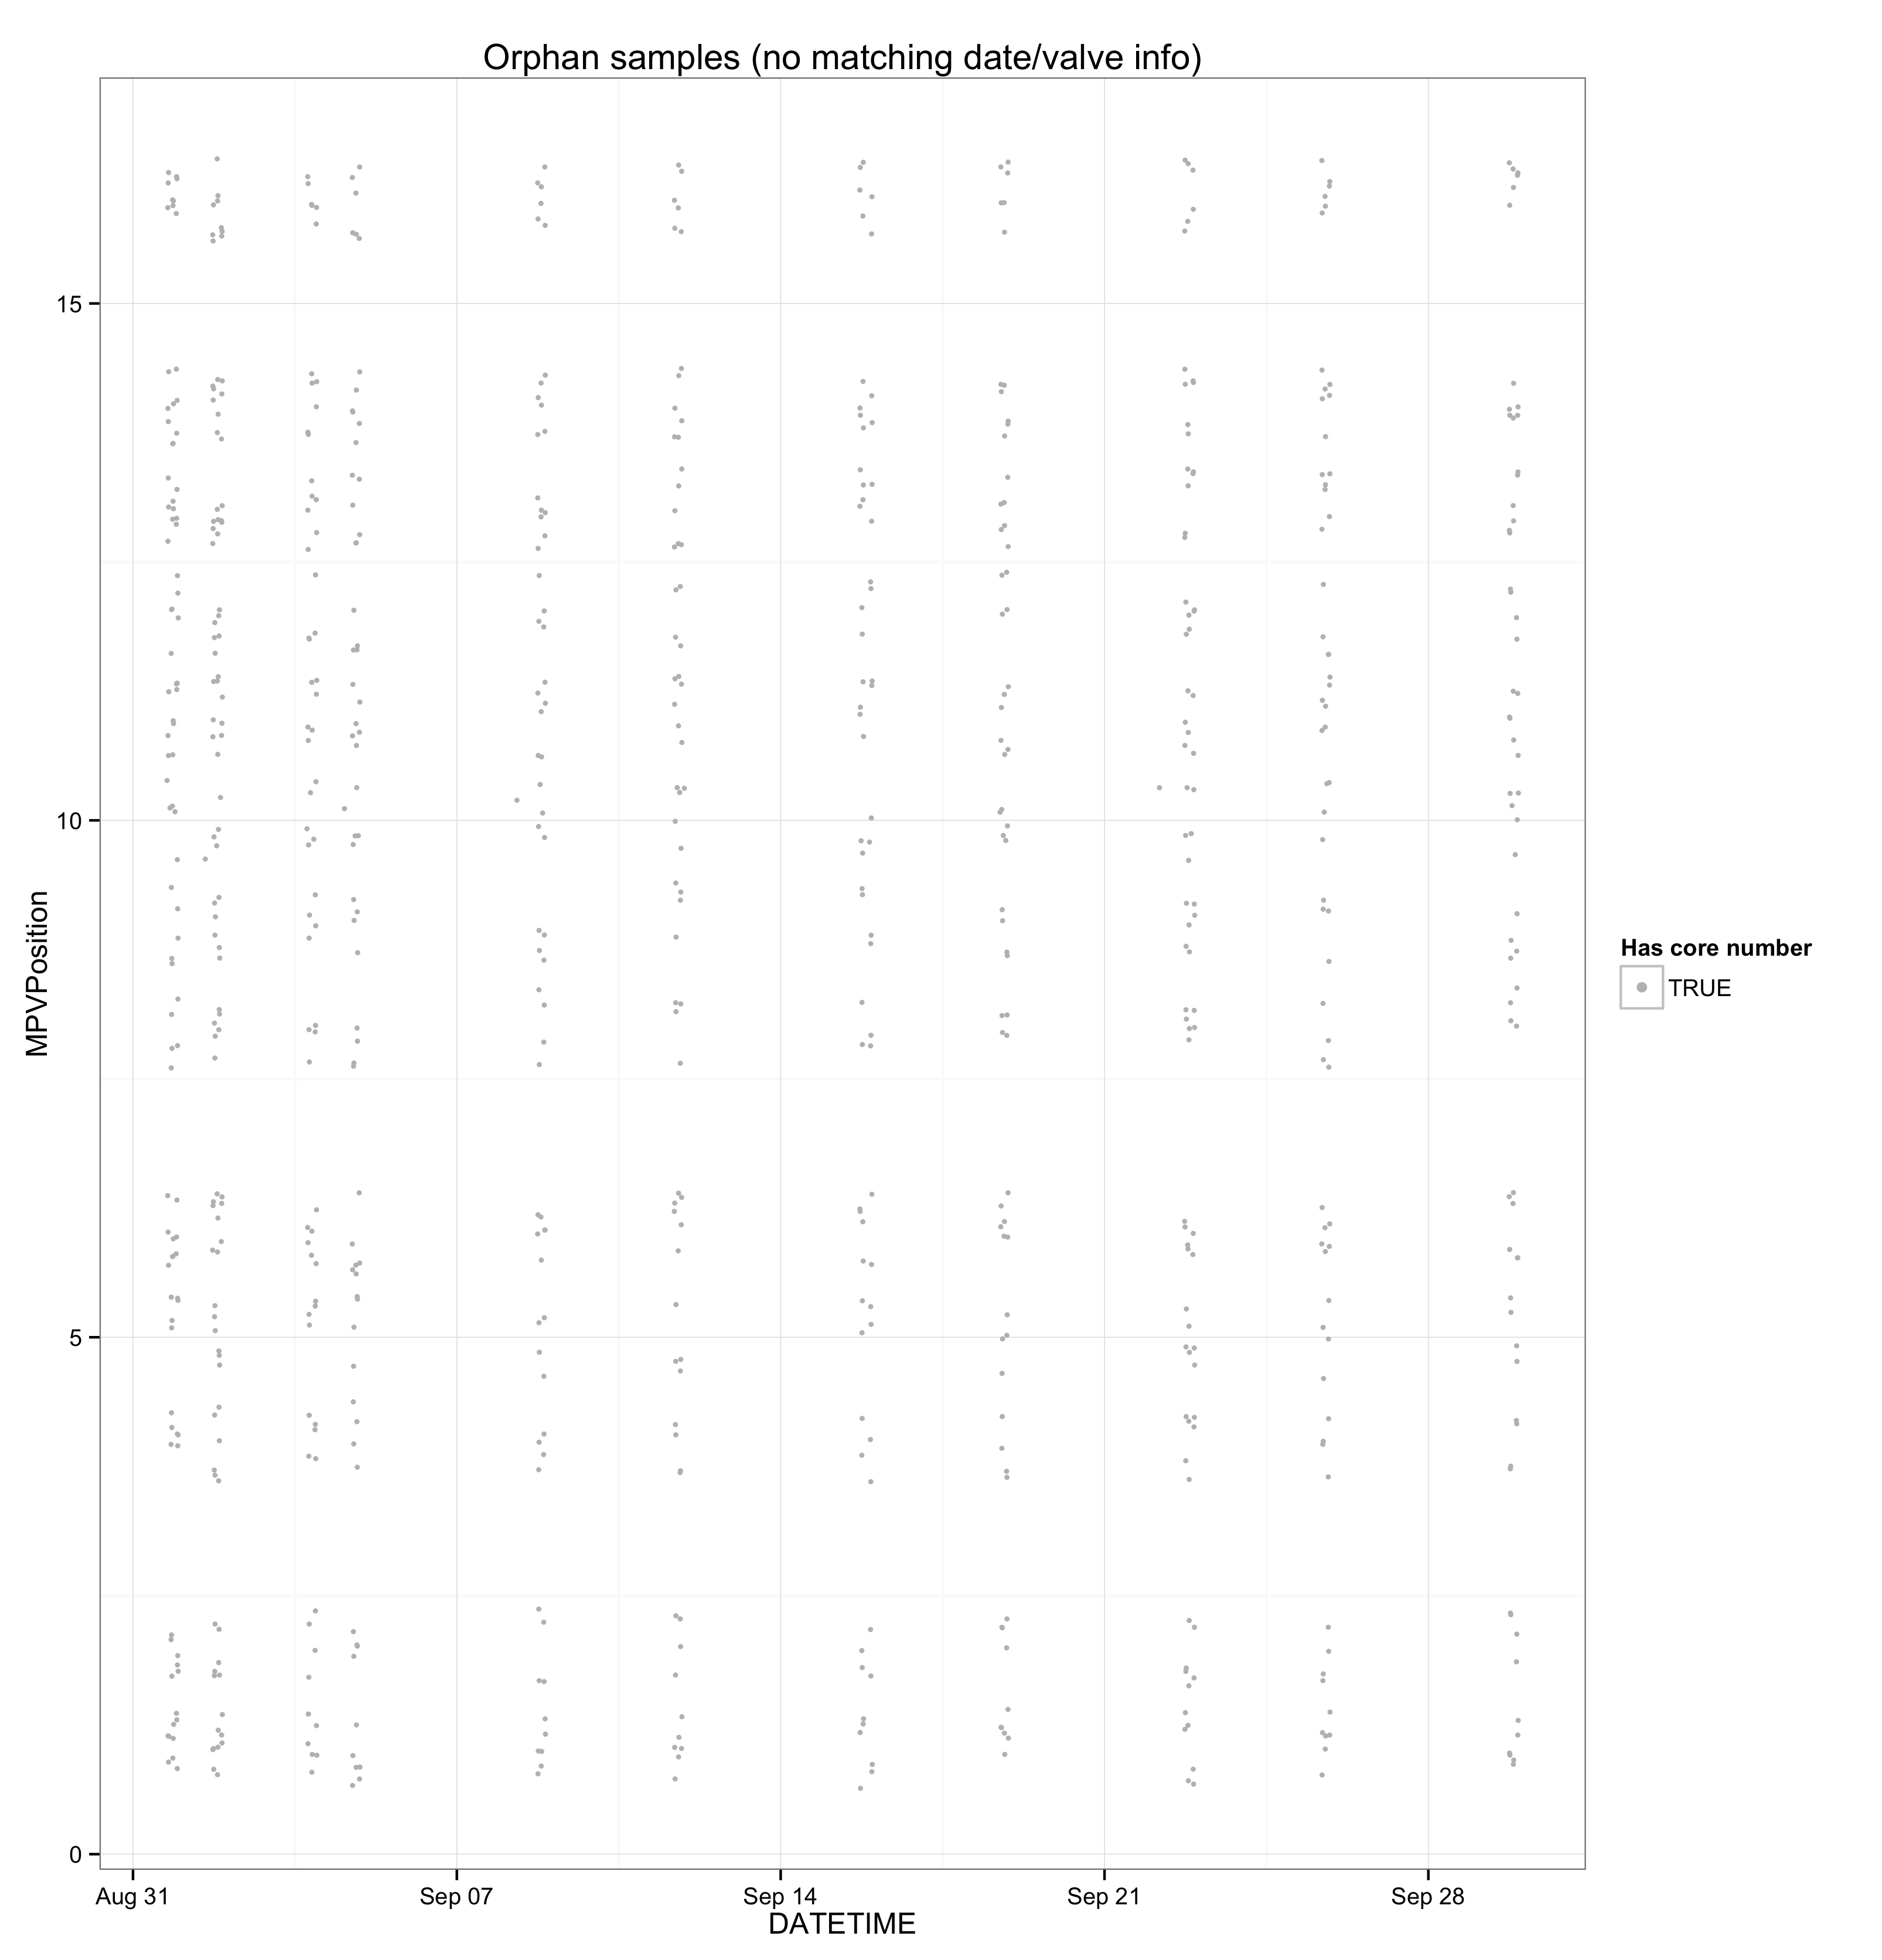 Orphan samples (no matching date/valve info)
MPVPosition
15
10
5
0
Aug 31
Sep 07
Sep 14
Sep 21
Sep 28
DATETIME
Has core number
TRUE